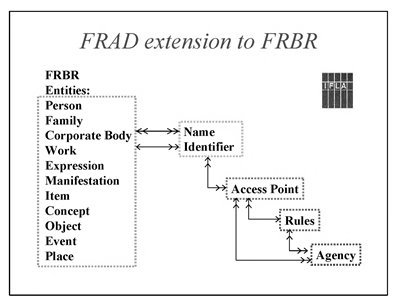 FRAD extension to FRBR
IFLA
FRBR
Entities:
Person
Family
Corporate Body
Work
Expression
Manifestation
Item
Concept
Object
Event
Place
Name
Identifier
Access Point
Rules
Agency